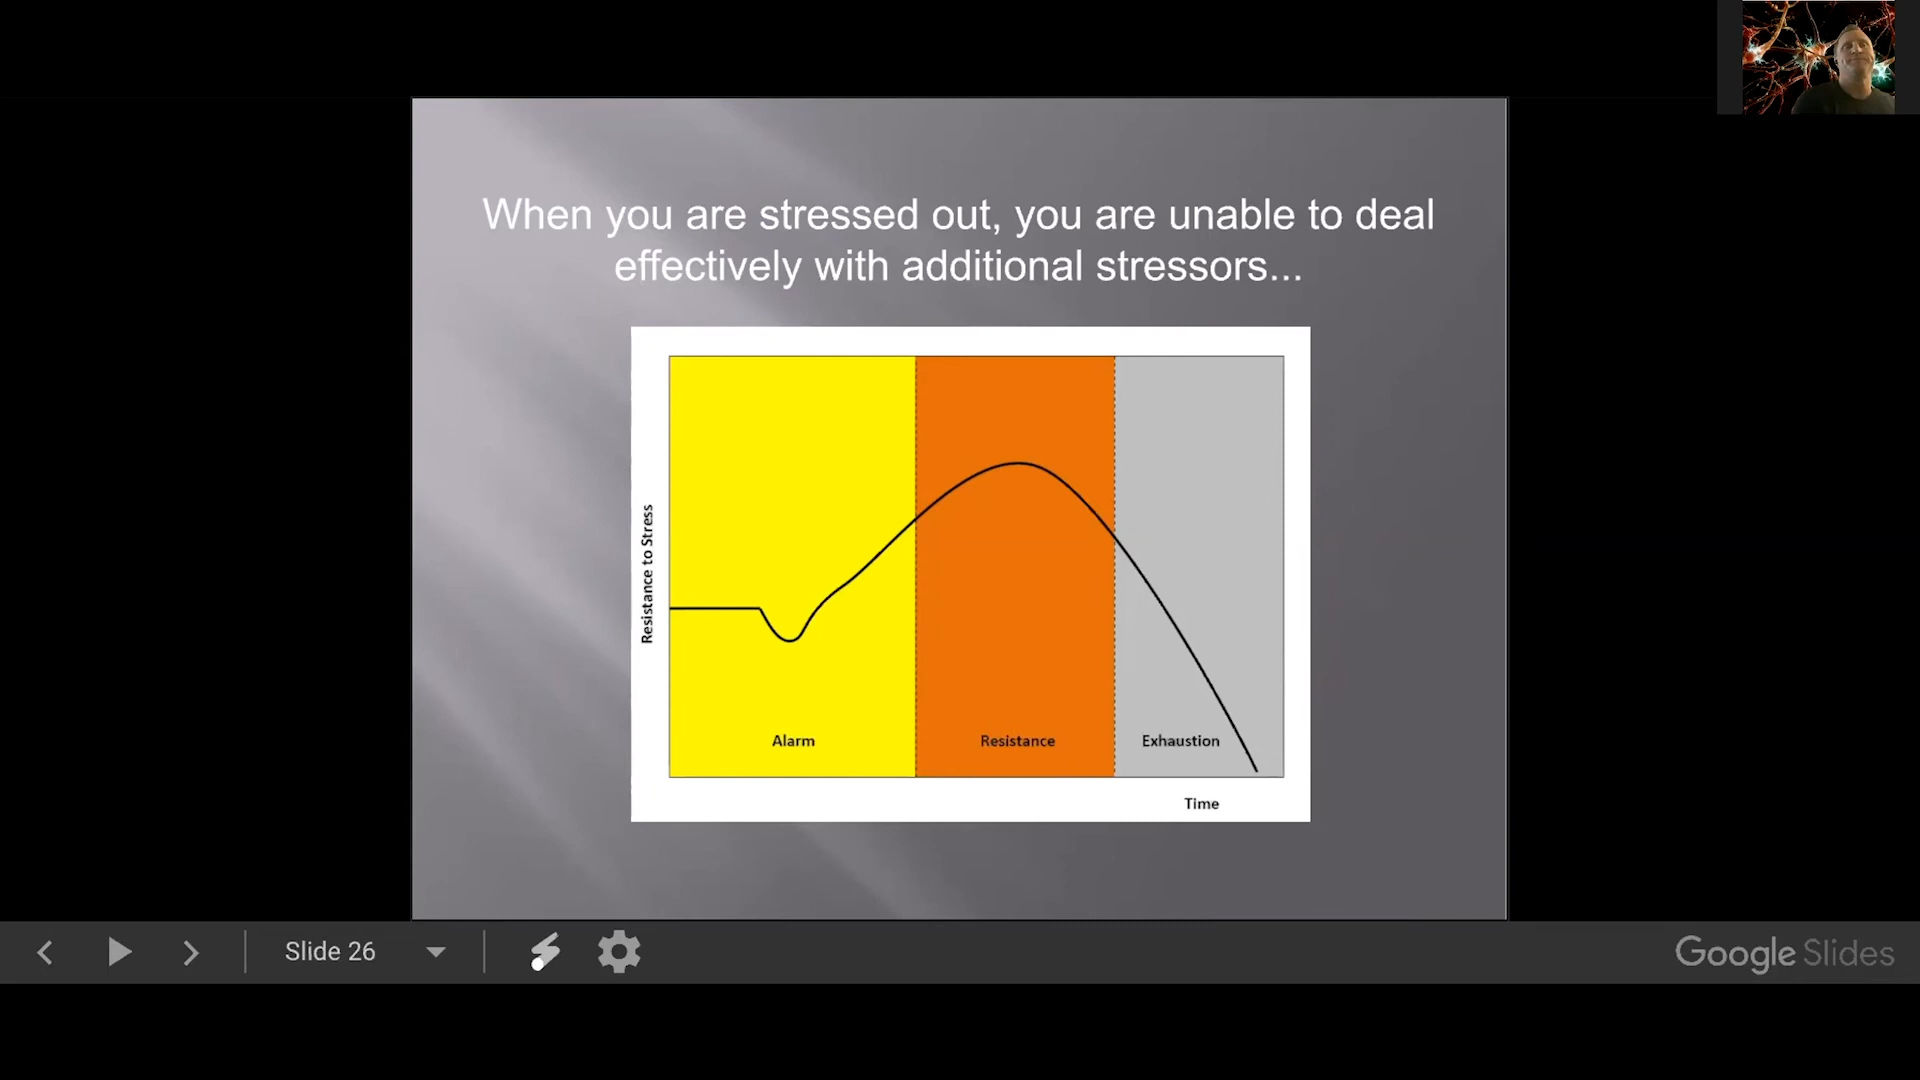 When you are stressed out, you are unable to deal
effectively with additional stressors...
Resistance to Stress
Alarm
Resistance
Exhaustion
Time
Slide 26
Google Slides